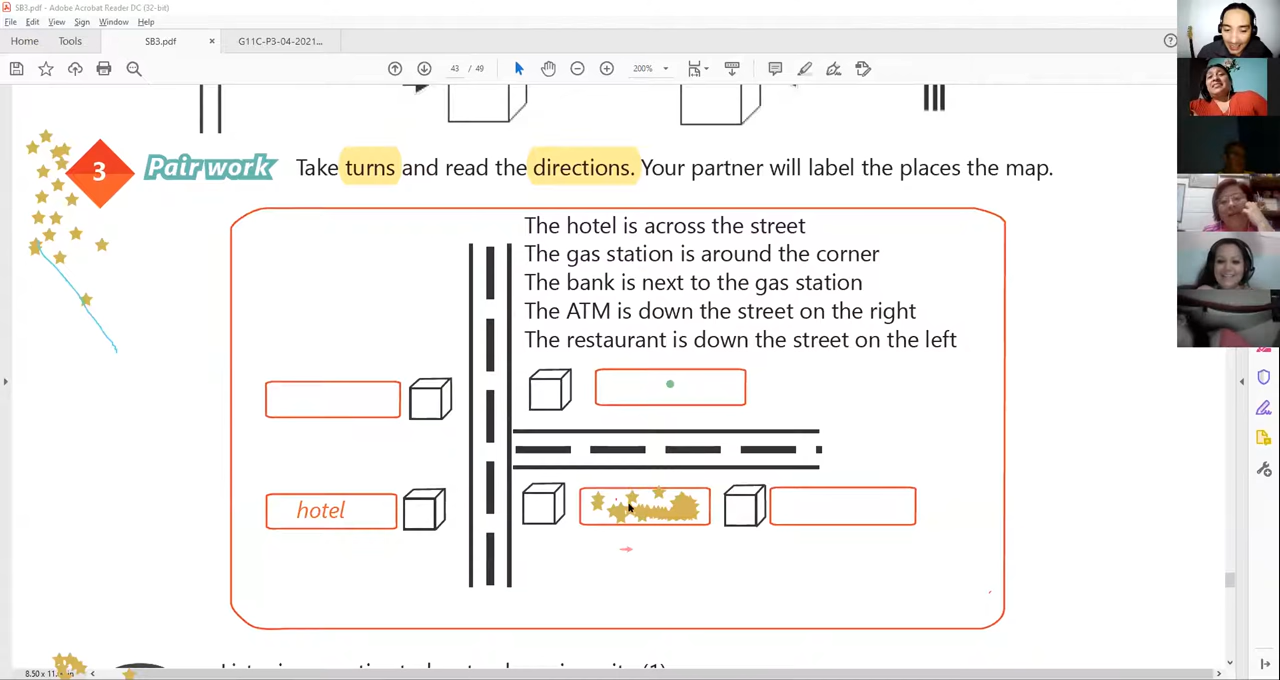 SB3.pdf - Adobe Acrobat Reader DC (32-bit)
File Edit View Sign Window Help
Home Tools SB3.pdf × G11C-P3-04-2021...
43 / 49 200%
3 Pair work Take turns and read the directions. Your partner will label the places the map.
The hotel is across the street
The gas station is around the corner
The bank is next to the gas station
The ATM is down the street on the right
The restaurant is down the street on the left
hotel